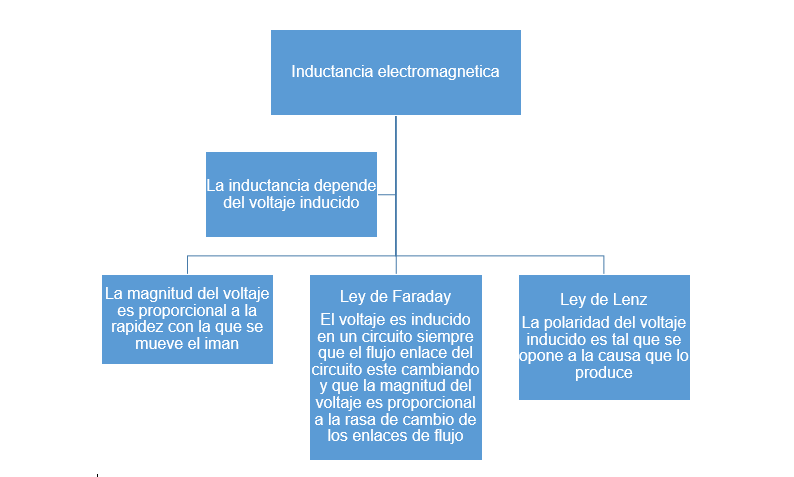 Inductancia electromagnetica
La inductancia depende
del voltaje inducido
La magnitud del voltaje
es proporcional a la
rapidez con la que se
mueve el iman
Ley de Faraday
El voltaje es inducido
en un circuito siempre
que el flujo enlace del
circuito este cambiando
y que la magnitud del
voltaje es proporcional
a la rasa de cambio de
los enlaces de flujo
Ley de Lenz
La polaridad del voltaje
inducido es tal que se
opone a la causa que lo
produce